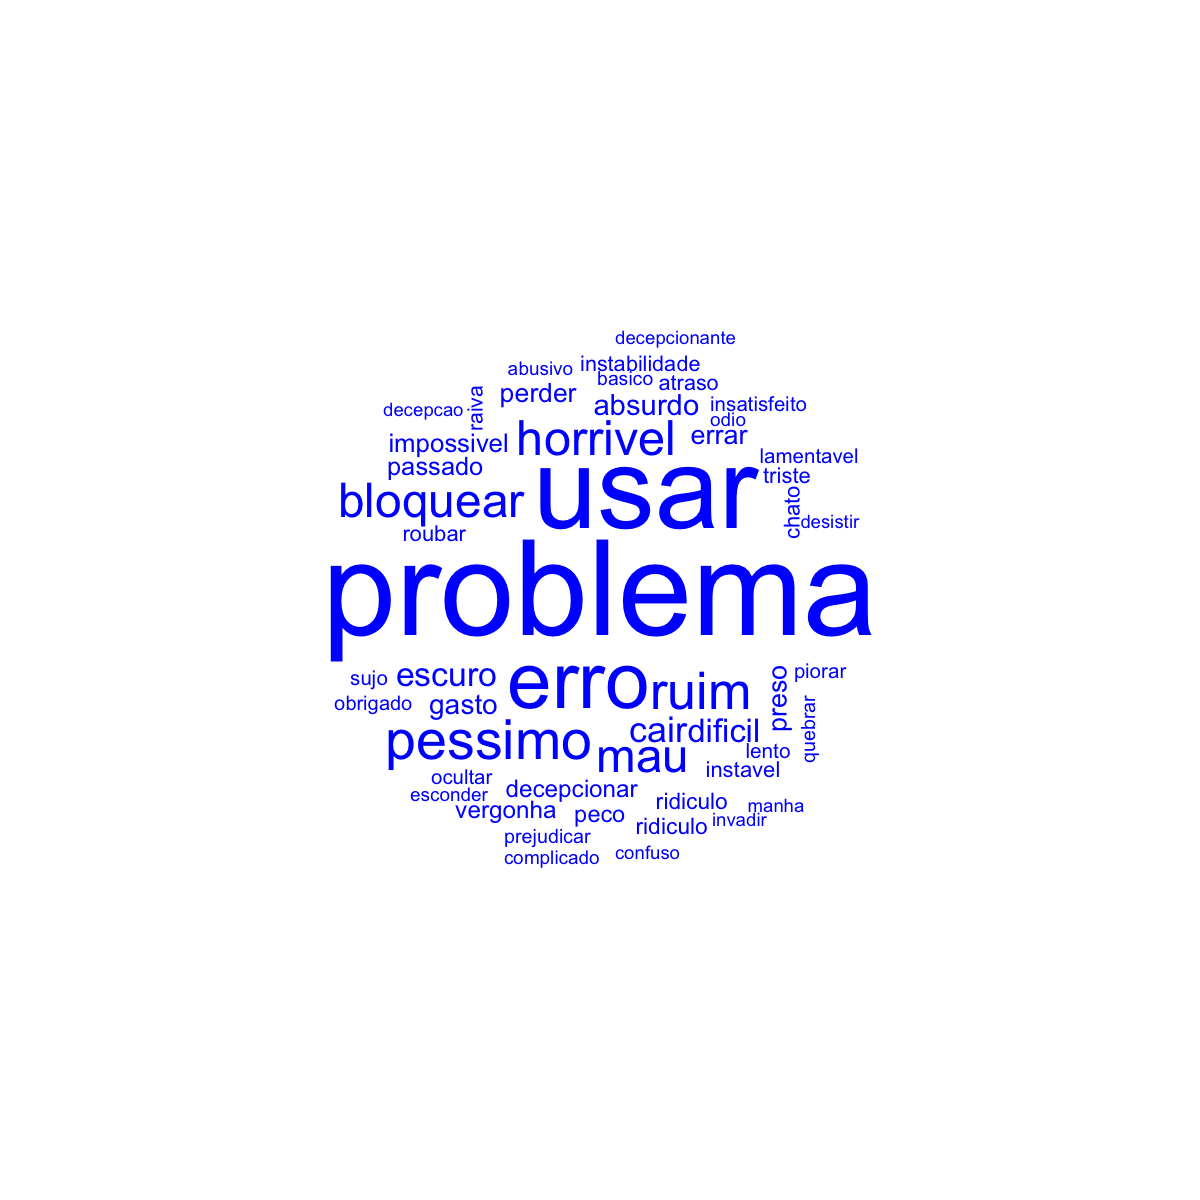 decepcionante
abusivo instabilidade
basico atraso
perder
raiva
decepcao absurdo insatisfeito
odio
impossivel horrivel errar
passado lamentavel
usar triste
bloquear chato desistir
roubar
problema
sujo escuro erro ruim preso piorar
obrigado gasto quebrar
pessimo cair dificil
mau lento
instavel
ocultar decepcionar
esconder ridiculo manha
vergonha peco ridiculo invadir
prejudicar
complicado confuso